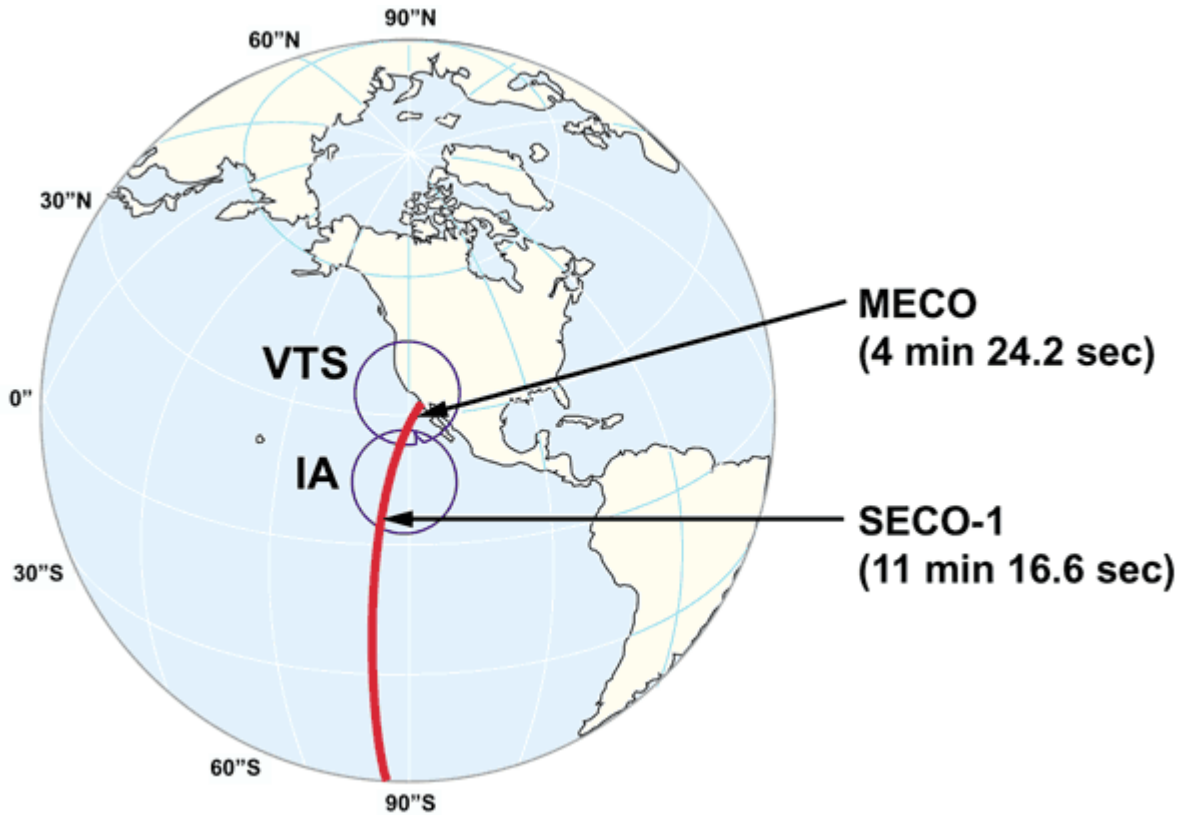 90”N
60”N
30”N
MECO
(4 min 24.2 sec)
VTS
0”
IA
SECO-1
(11 min 16.6 sec)
30”S
60”S
90”S